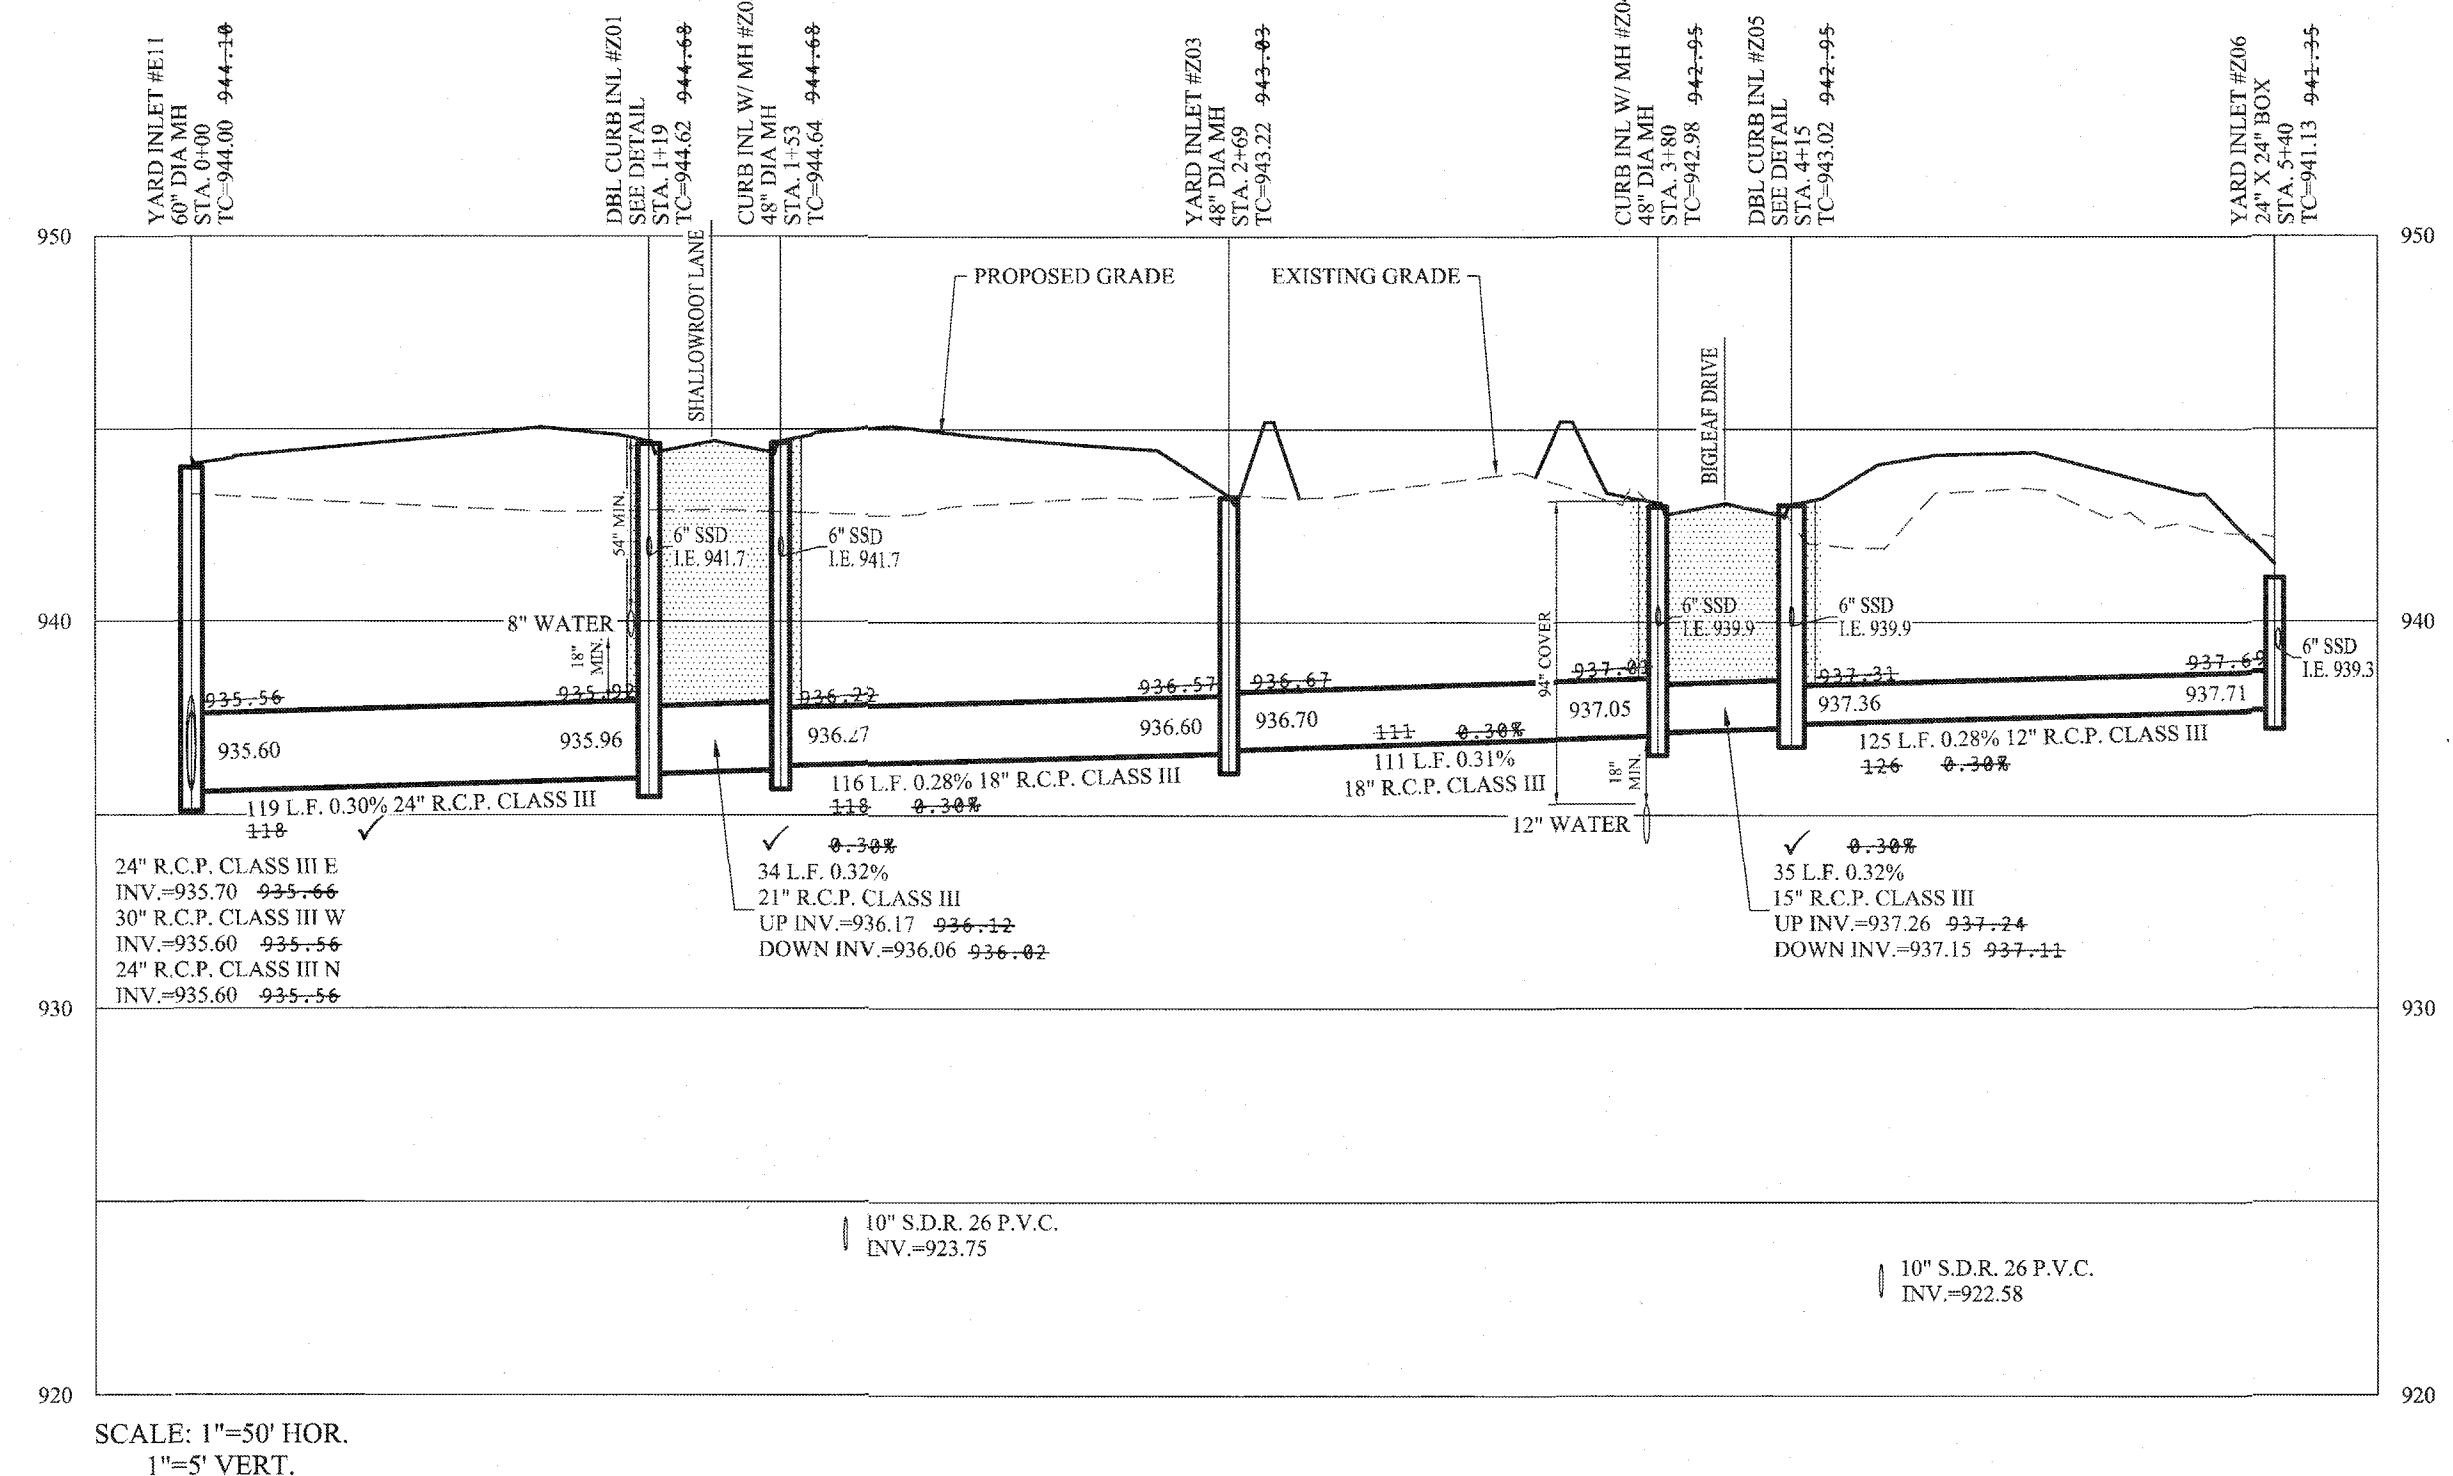 YARD INLET #E11
60" DIA MH
STA. 0+00
TC=944.00 944.10
DBL CURB INL #Z01
SEE DETAIL
STA. 1+19
TC=944.62 944.68
CURB INL W/ MH
48" DIA MH
STA. 1+53
TC=944.64 944.68
YARD INLET #Z03
48" DIA MH
STA. 2+69
TC=943.22 943.03
CURB INL W/ MH
48" DIA MH
STA. 3+80
TC=942.98 942.95
DBL CURB INL #Z05
SEE DETAIL
STA. 4+15
TC=943.02 942.95
YARD INLET #Z06
24" X 24" BOX
STA. 5+40
TC=941.13 941.35
950
950
SHALLOWROOT LANE
PROPOSED GRADE
EXISTING GRADE
BIGLEAF DRIVE
54" MIN.
6" SSD
I.E. 941.7
6" SSD
I.E. 941.7
8" WATER
18"
MIN.
94" COVER
6" SSD
I.E. 939.9
6" SSD
I.E. 939.9
6" SSD
I.E. 939.3
940
940
935.56
935.92
936.22
936.57
936.67
937.03
937.31
937.69
935.60
935.96
936.27
936.60
936.70
937.05
937.36
937.71
119 L.F. 0.30% 24" R.C.P. CLASS III
118
116 L.F. 0.28% 18" R.C.P. CLASS III
118 0.30%
111 0.30%
111 L.F. 0.31%
18" R.C.P. CLASS III
18"
MIN.
12" WATER
125 L.F. 0.28% 12" R.C.P. CLASS III
126 0.30%
24" R.C.P. CLASS III E
INV.=935.70 935.66
30" R.C.P. CLASS III W
INV.=935.60 935.56
24" R.C.P. CLASS III N
INV.=935.60 935.56
✓
✓ 0.30%
34 L.F. 0.32%
21" R.C.P. CLASS III
UP INV.=936.17 936.12
DOWN INV.=936.06 936.02
✓ 0.30%
35 L.F. 0.32%
15" R.C.P. CLASS III
UP INV.=937.26 937.24
DOWN INV.=937.15 937.11
930
930
10" S.D.R. 26 P.V.C.
INV.=923.75
10" S.D.R. 26 P.V.C.
INV.=922.58
920
920
SCALE: 1"=50' HOR.
1"=5' VERT.